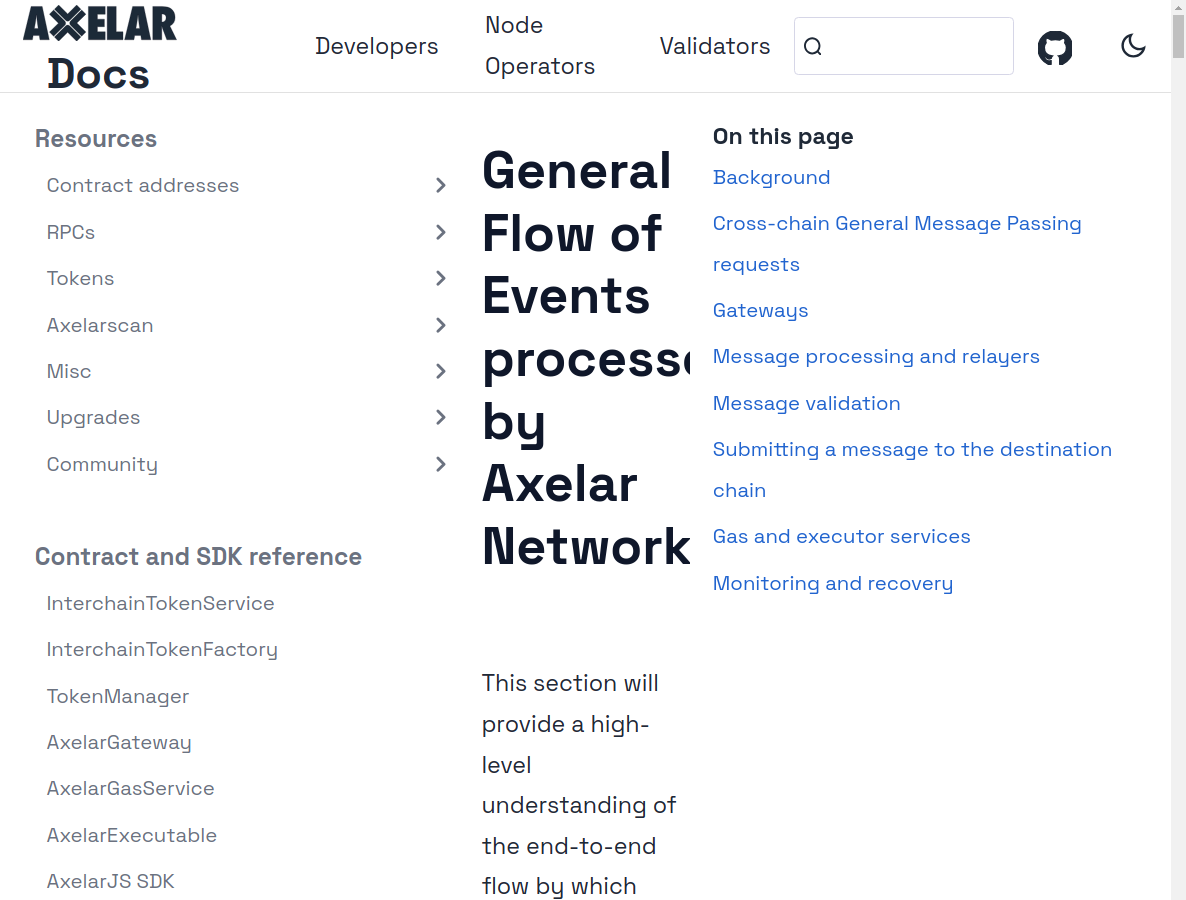 AXELAR
Docs
Developers
Node
Operators
Validators
Resources
Contract addresses
RPCs
Tokens
Axelarscan
Misc
Upgrades
Community
Contract and SDK reference
InterchainTokenService
InterchainTokenFactory
TokenManager
AxelarGateway
AxelarGasService
AxelarExecutable
AxelarJS SDK
General
Flow of
Events
processe
by
Axelar
Network
This section will
provide a high-
level
understanding of
the end-to-end
flow by which
On this page
Background
Cross-chain General Message Passing
requests
Gateways
Message processing and relayers
Message validation
Submitting a message to the destination
chain
Gas and executor services
Monitoring and recovery